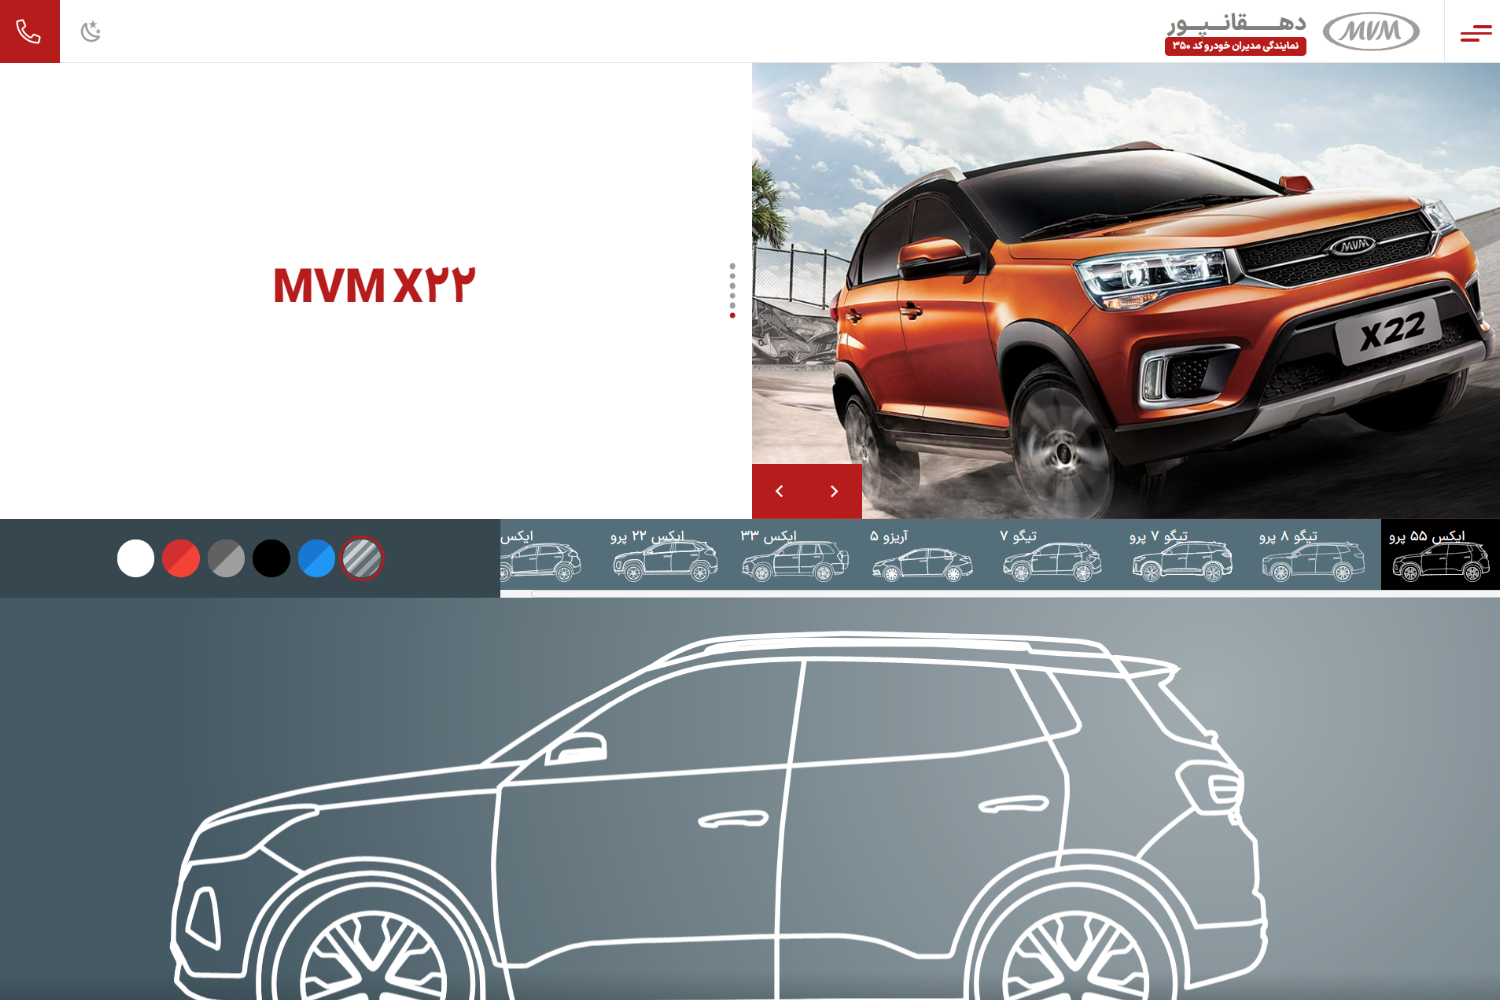 MVM
دهقانپور
نمایندگی مدیران خودرو کد ۳۵۰
MVM X۲۲
MVM
X22
ایکس ۵۵ پرو
تیگو ۸ پرو
تیگو ۷ پرو
تیگو ۷
آریزو ۵
ایکس ۳۳
ایکس ۲۲ پرو
ایکس